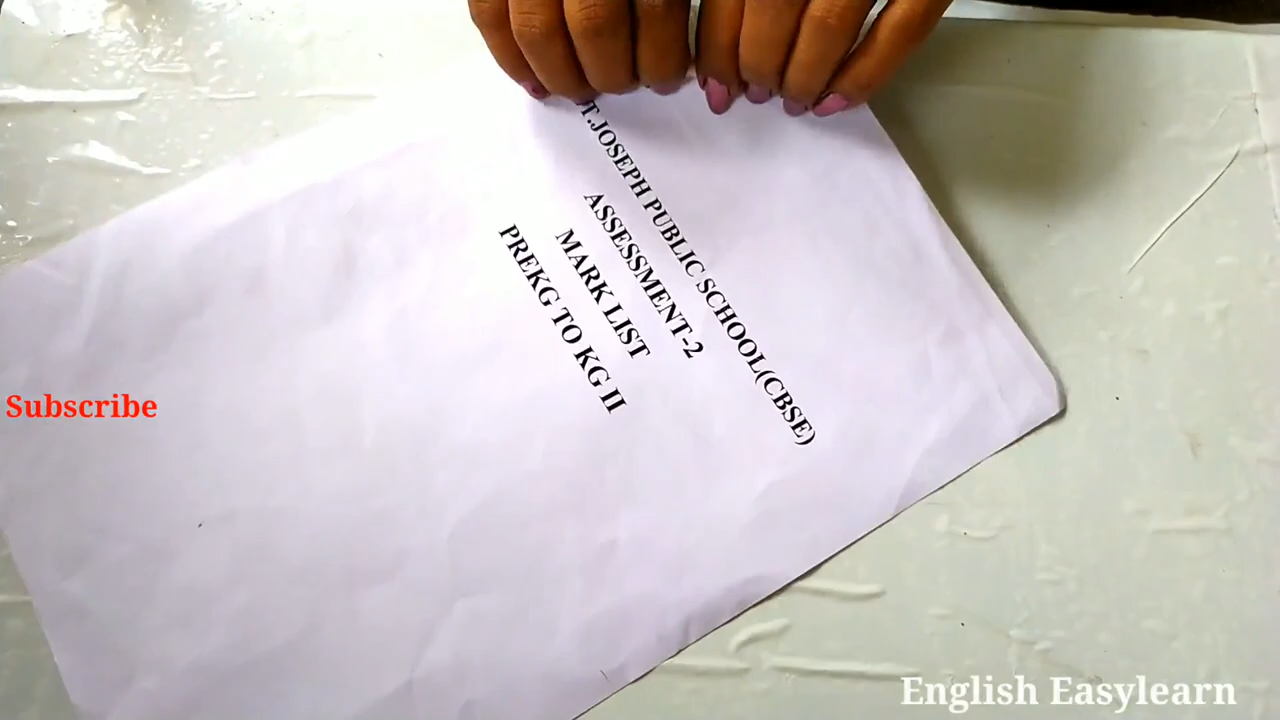 T.JOSEPH PUBLIC SCHOOL(CBSE)
ASSESSMENT-2
MARK LIST
PREKG TO KG II
Subscribe
English Easylearn